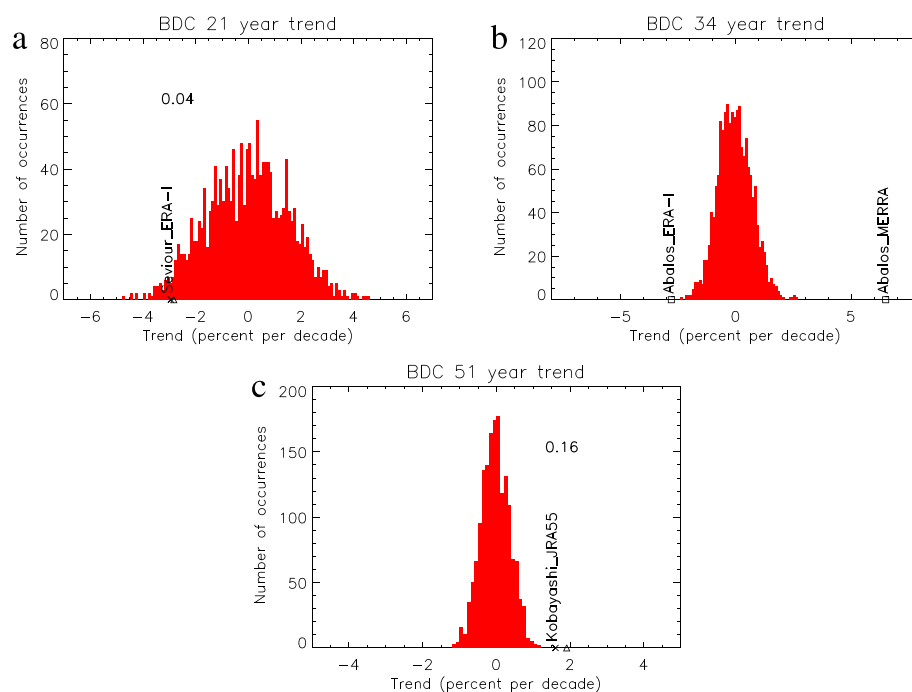 a
BDC 21 year trend
80
60
40
20
0
Number of occurrences
0.04
Seviour_ERA-I
-6 -4 -2 0 2 4 6
Trend (percent per decade)
b
BDC 34 year trend
120
100
80
60
40
20
0
Number of occurrences
Abalos_ERA-I
Abalos_MERRA
-5 0 5
Trend (percent per decade)
c
BDC 51 year trend
200
150
100
50
0
Number of occurrences
0.16
Kobayashi_JRA55
-4 -2 0 2 4
Trend (percent per decade)